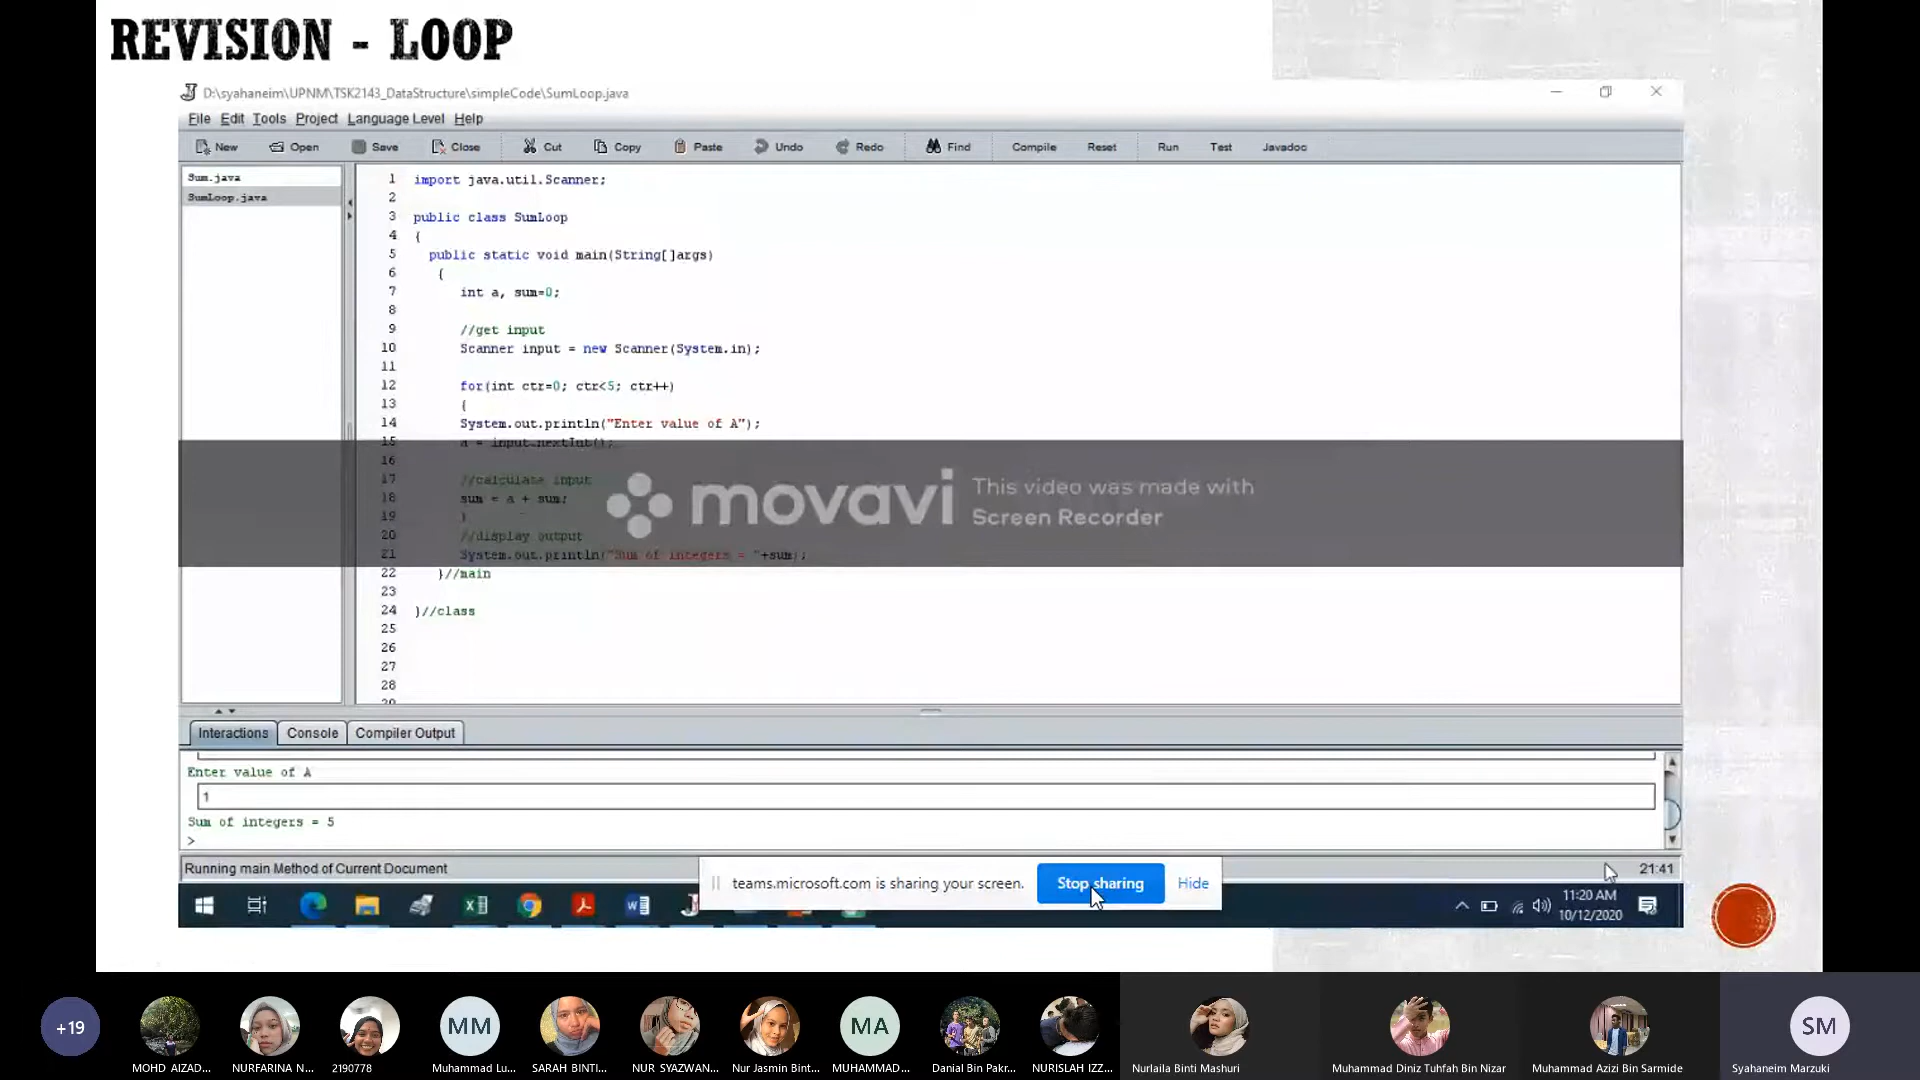 REVISION - LOOP
D:\syahaneim\UPNM\TSK2143_DataStructure\simpleCode\SumLoop.java
File Edit Tools Project Language Level Help
New Open Save Close Cut Copy Paste Undo Redo Find Compile Reset Run Test Javadoc
Sum.java
SumLoop.java
1 import java.util.Scanner;
2
3 public class SumLoop
4 {
5 public static void main(String[]args)
6 {
7 int a, sum=0;
8
9 //get input
10 Scanner input = new Scanner(System.in);
11
12 for(int ctr=0; ctr<5; ctr++)
13 {
14 System.out.println("Enter value of A");
15 a = input.nextInt();
16
17 //calculate input
18 sum = a + sum;
19 }
20 //display output
21 System.out.println("Sum of integers = "+sum);
22 }//main
23
24 }//class
25
26
27
28
29
movavi
This video was made with
Screen Recorder
Interactions Console Compiler Output
Enter value of A
1
Sum of integers = 5
>
Running main Method of Current Document
21:41
teams.microsoft.com is sharing your screen. Stop sharing Hide
11:20 AM
10/12/2020
+19
MM
MA
SM
MOHD AIZAD...
NURFARINA N...
2190778
Muhammad Lu...
SARAH BINTI...
NUR SYAZWAN...
Nur Jasmin Bint...
MUHAMMAD...
Danial Bin Pakr...
NURISLAH IZZ...
Nurlaila Binti Mashuri
Muhammad Diniz Tuhfah Bin Nizar
Muhammad Azizi Bin Sarmide
Syahaneim Marzuki